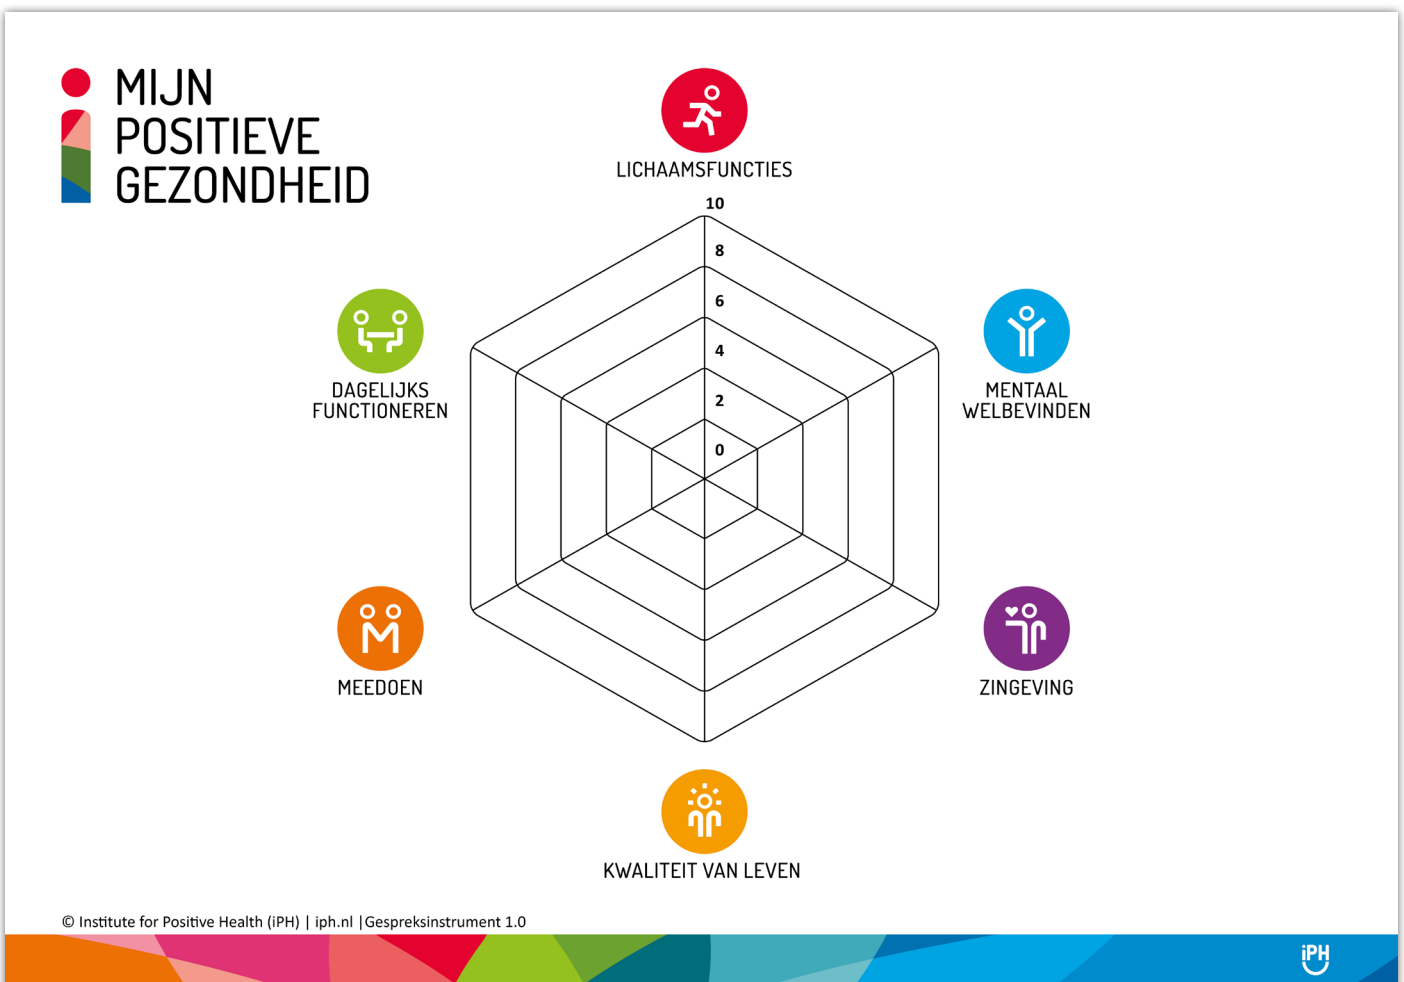 MIJN
POSITIEVE
GEZONDHEID
LICHAAMSFUNCTIES
10
8
6
4
2
0
DAGELIJKS
FUNCTIONEREN
MENTAAL
WELBEVINDEN
MEEDOEN
ZINGEVING
KWALITEIT VAN LEVEN
© Institute for Positive Health (iPH) | iph.nl |Gespreksinstrument 1.0
iPH